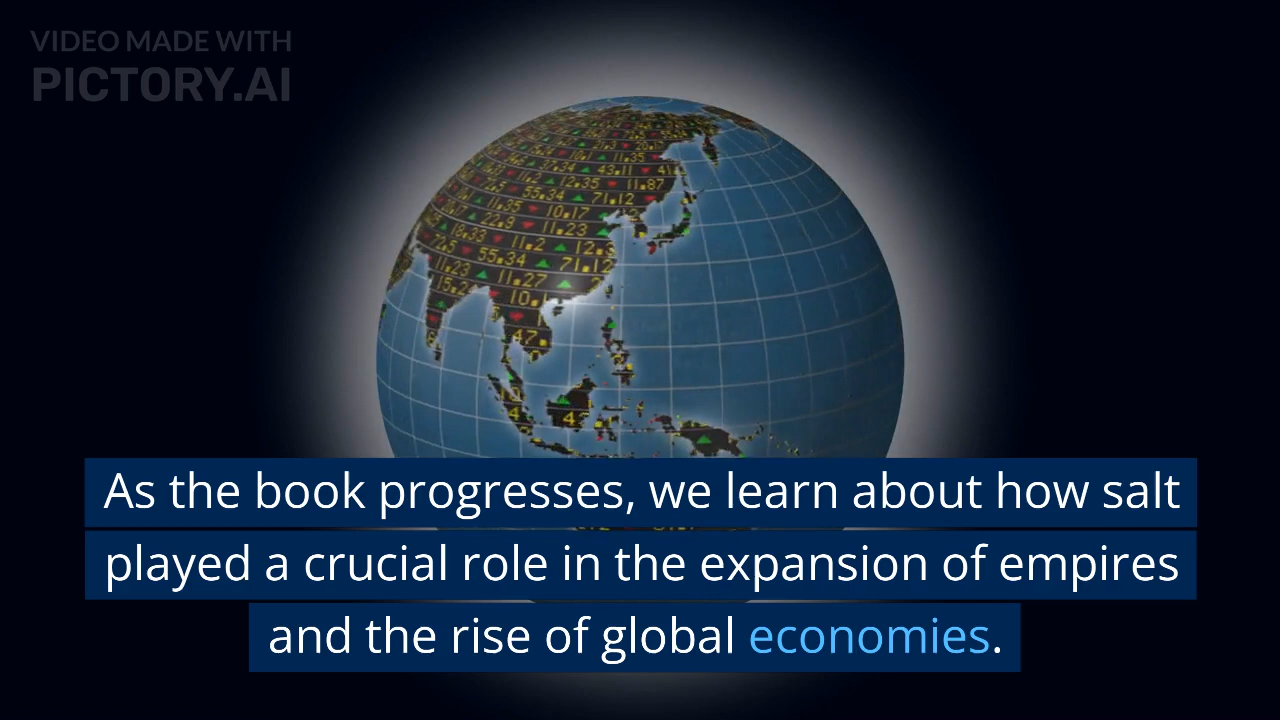 VIDEO MADE WITH
PICTORY.AI
As the book progresses, we learn about how salt
played a crucial role in the expansion of empires
and the rise of global economies.